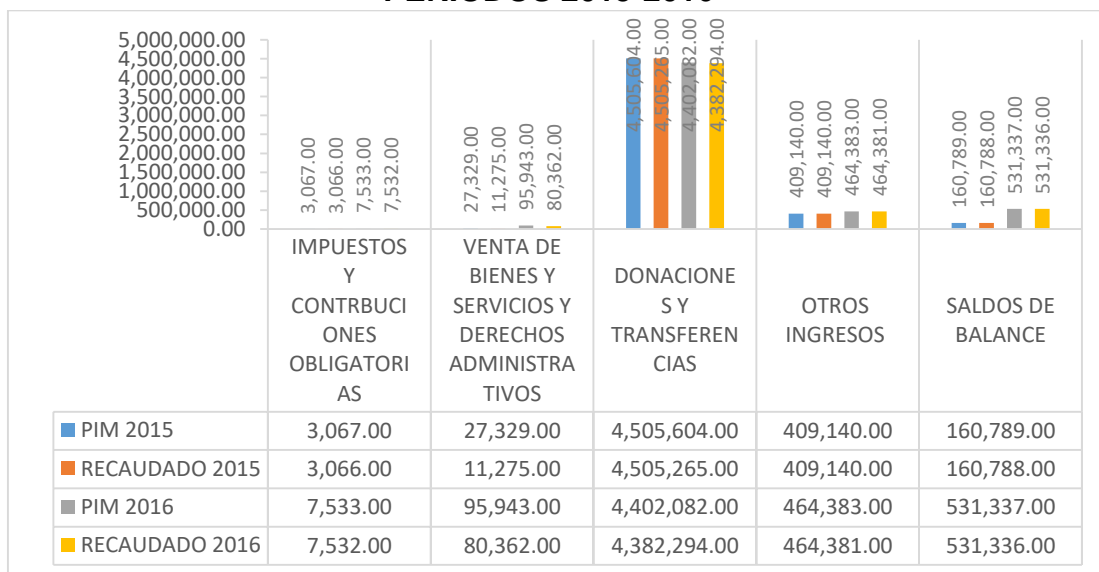 5,000,000.00
4,500,000.00
4,000,000.00
3,500,000.00
3,000,000.00
2,500,000.00
2,000,000.00
1,500,000.00
1,000,000.00
500,000.00
0.00
3,067.00
3,066.00
7,533.00
7,532.00
27,329.00
11,275.00
95,943.00
80,362.00
4,505,604.00
4,505,265.00
4,402,082.00
4,382,294.00
409,140.00
409,140.00
464,383.00
464,381.00
160,789.00
160,788.00
531,337.00
531,336.00
IMPUESTOS
Y
CONTRBUCI
ONES
OBLIGATORI
AS
VENTA DE
BIENES Y
SERVICIOS Y
DERECHOS
ADMINISTRA
TIVOS
DONACIONE
S Y
TRANSFEREN
CIAS
OTROS
INGRESOS
SALDOS DE
BALANCE
PIM 2015 3,067.00 27,329.00 4,505,604.00 409,140.00 160,789.00
RECAUDADO 2015 3,066.00 11,275.00 4,505,265.00 409,140.00 160,788.00
PIM 2016 7,533.00 95,943.00 4,402,082.00 464,383.00 531,337.00
RECAUDADO 2016 7,532.00 80,362.00 4,382,294.00 464,381.00 531,336.00